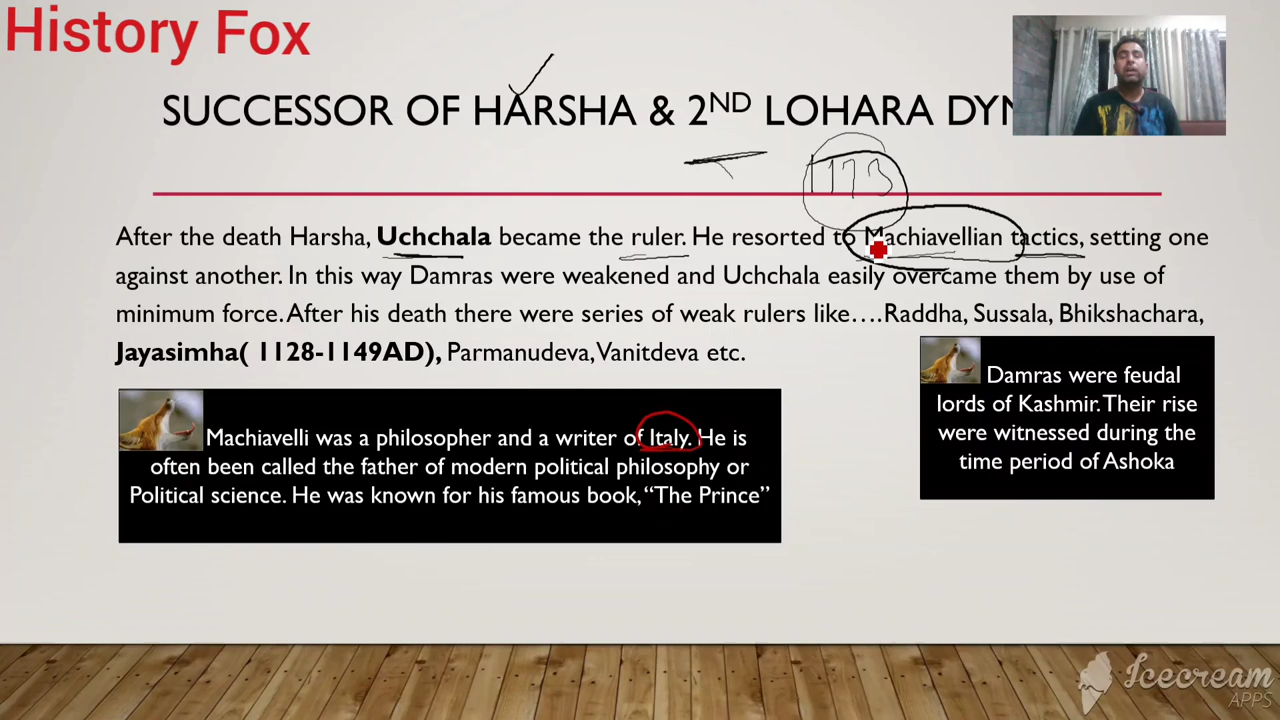 History Fox
SUCCESSOR OF HARSHA & 2ND LOHARA
1173
After the death Harsha, Uchchala became the ruler. He resorted to Machiavellian tactics, setting one
against another. In this way Damras were weakened and Uchchala easily overcame them by use of
minimum force. After his death there were series of weak rulers like….Raddha, Sussala, Bhikshachara,
Jayasimha( 1128-1149AD), Parmanudeva, Vanitdeva etc.
Machiavelli was a philosopher and a writer of Italy. He is
often been called the father of modern political philosophy or
Political science. He was known for his famous book, “The Prince”
Damras were feudal
lords of Kashmir. Their rise
were witnessed during the
time period of Ashoka
Icecream
APPS